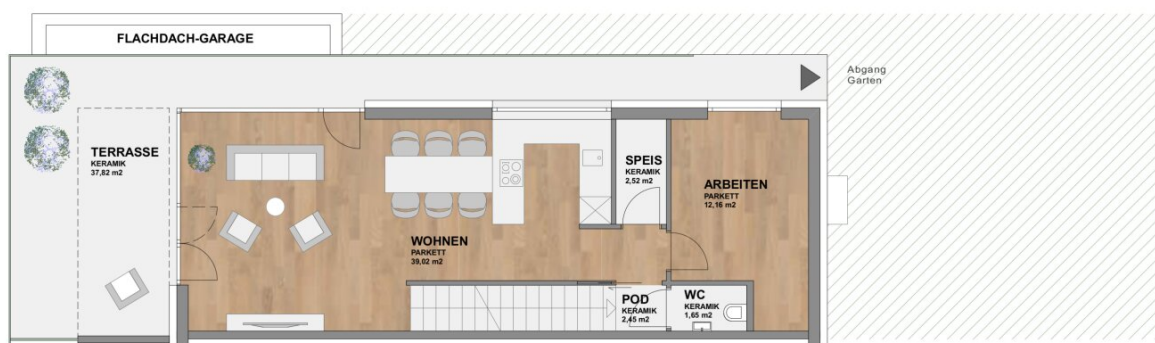 FLACHDACH-GARAGE
Abgang
Garten
TERRASSE
KERAMIK
37,82 m2
SPEIS
KERAMIK
2,52 m2
ARBEITEN
PARKETT
12,16 m2
WOHNEN
PARKETT
39,02 m2
POD
KERAMIK
2,45 m2
WC
KERAMIK
1,65 m2